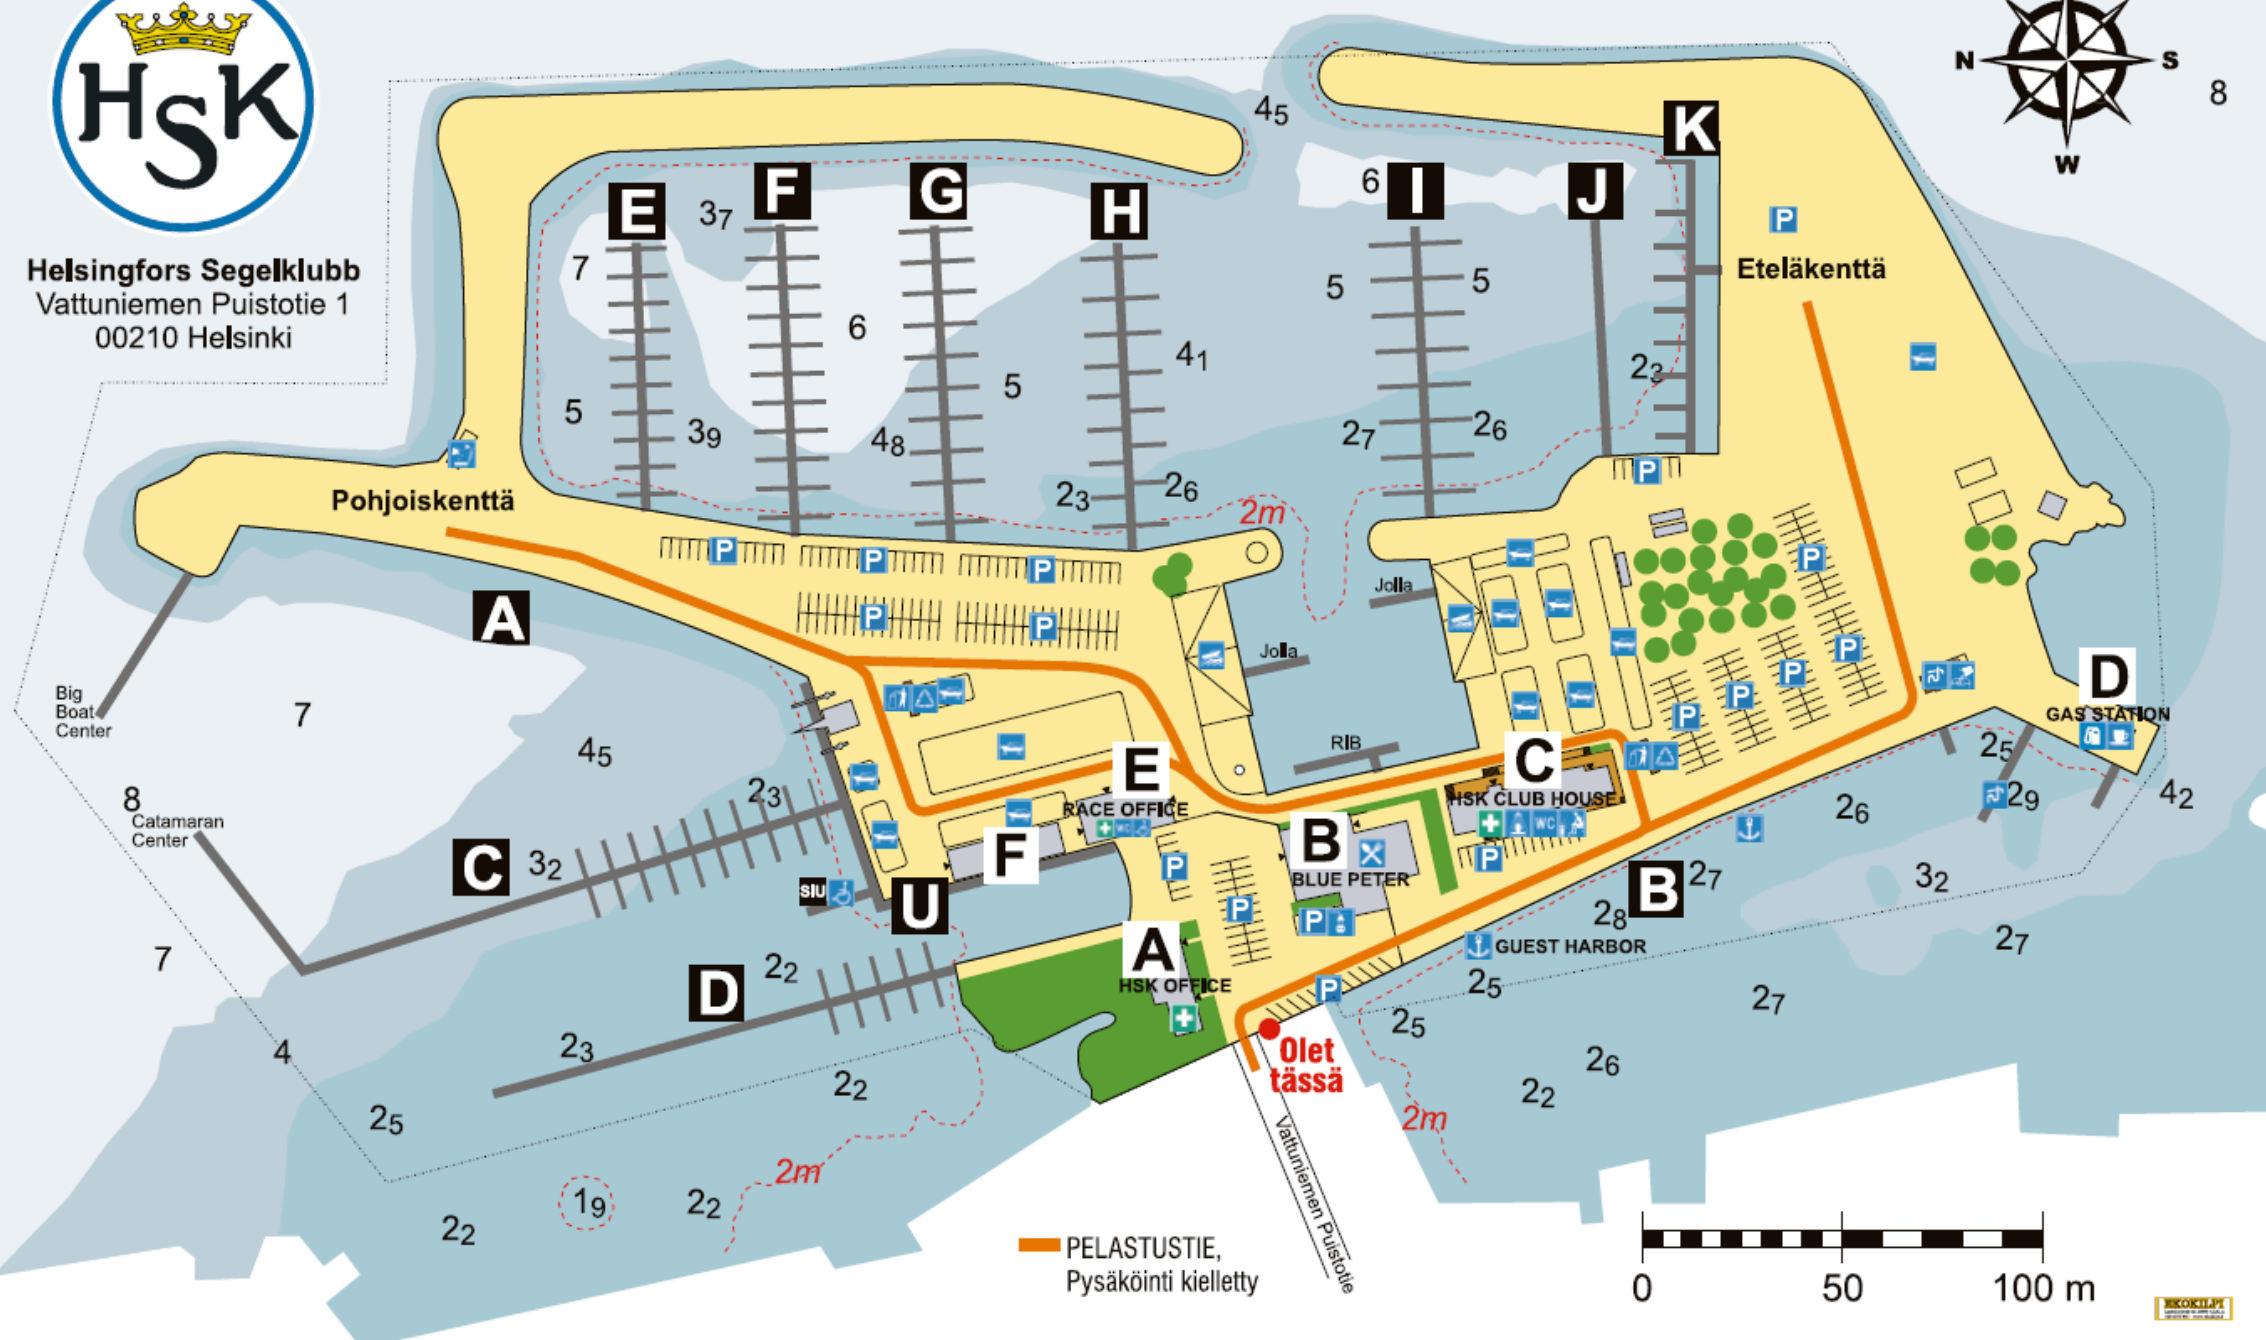 HSK
Helsingfors Segelklubb
Vattuniemen Puistotie 1
00210 Helsinki
N
S
W
8
4₅
K
E
F
G
H
6
I
J
3₇
P
7
5
5
Eteläkenttä
6
4₁
5
2₃
5
3₉
4₈
2₇
2₆
2₃
2₆
2m
P
Pohjoiskenttä
P
P
P
P
P
P
Jolla
A
Jolla
P
P
P
P
P
D
GAS STATION
Big
Boat
Center
7
4₅
2₃
RIB
2₅
2₉
4₂
E
RACE OFFICE
WC
C
HSK CLUB HOUSE
WC
P
8
Catamaran
Center
C
3₂
F
B
BLUE PETER
P
P
P
2₆
3₂
2₇
B
2₈
SIU
U
7
D
2₂
2₃
A
HSK OFFICE
GUEST HARBOR
2₅
2₇
2₇
P
2₅
4
Olet
tässä
2₆
2₂
2₂
2₅
2m
2m
1₉
2₂
2₂
Vattuniemen Puistotie
PELASTUSTIE,
Pysäköinti kielletty
0 50 100 m
EKOKILPI